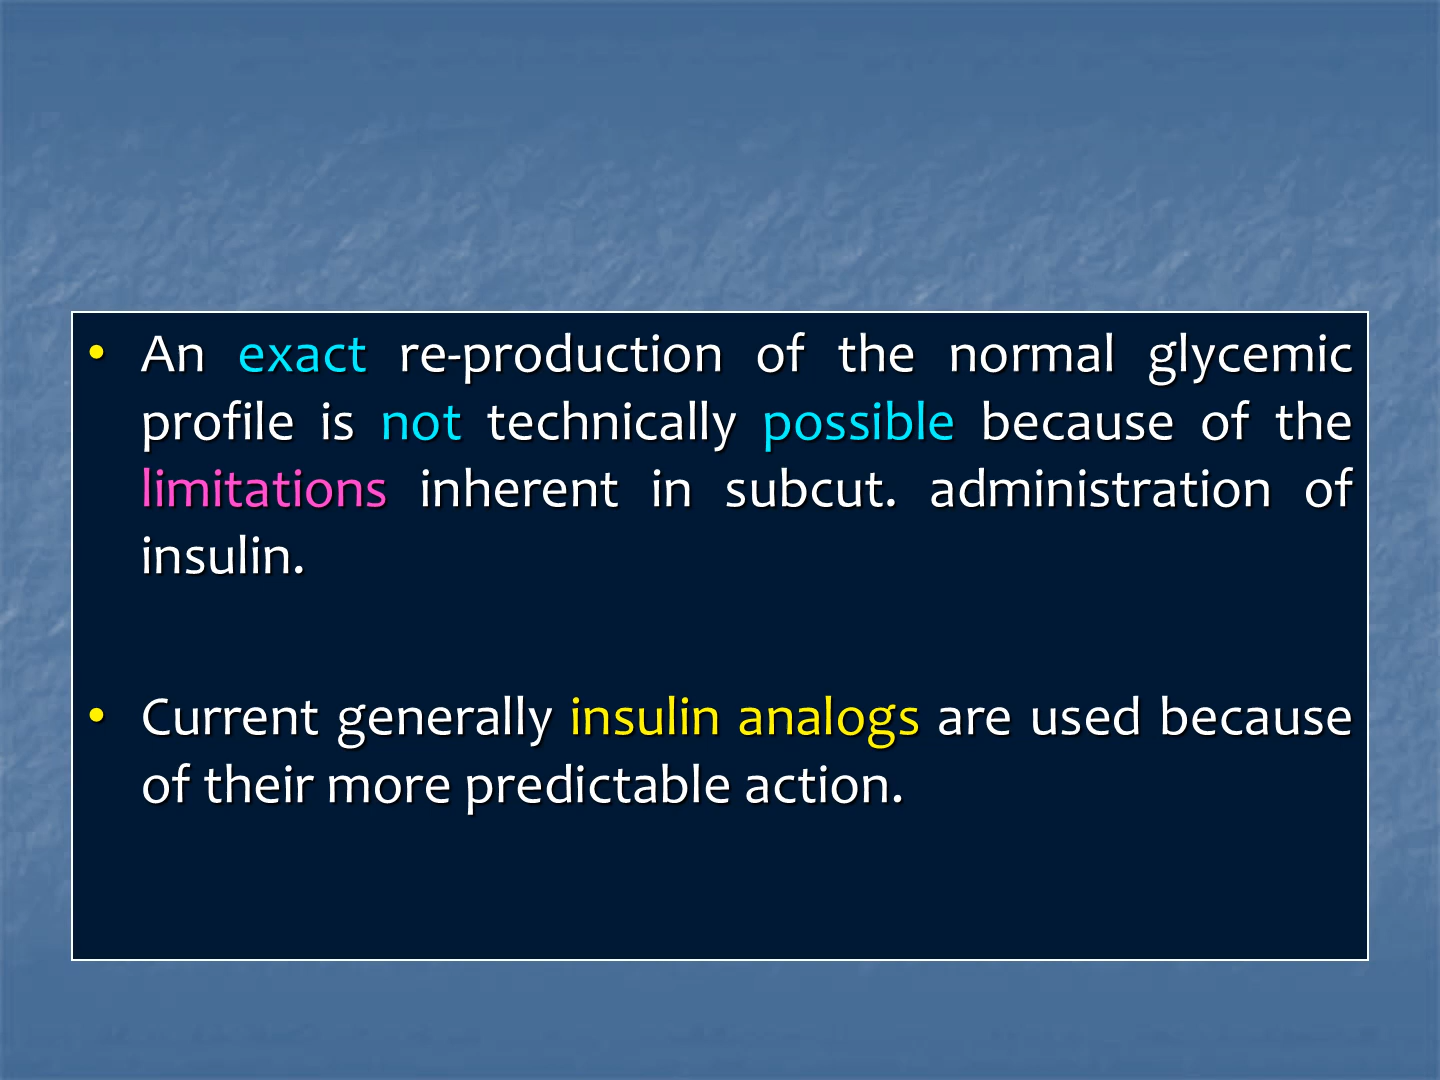 • An exact re-production of the normal glycemic
profile is not technically possible because of the
limitations inherent in subcut. administration of
insulin.
• Current generally insulin analogs are used because
of their more predictable action.